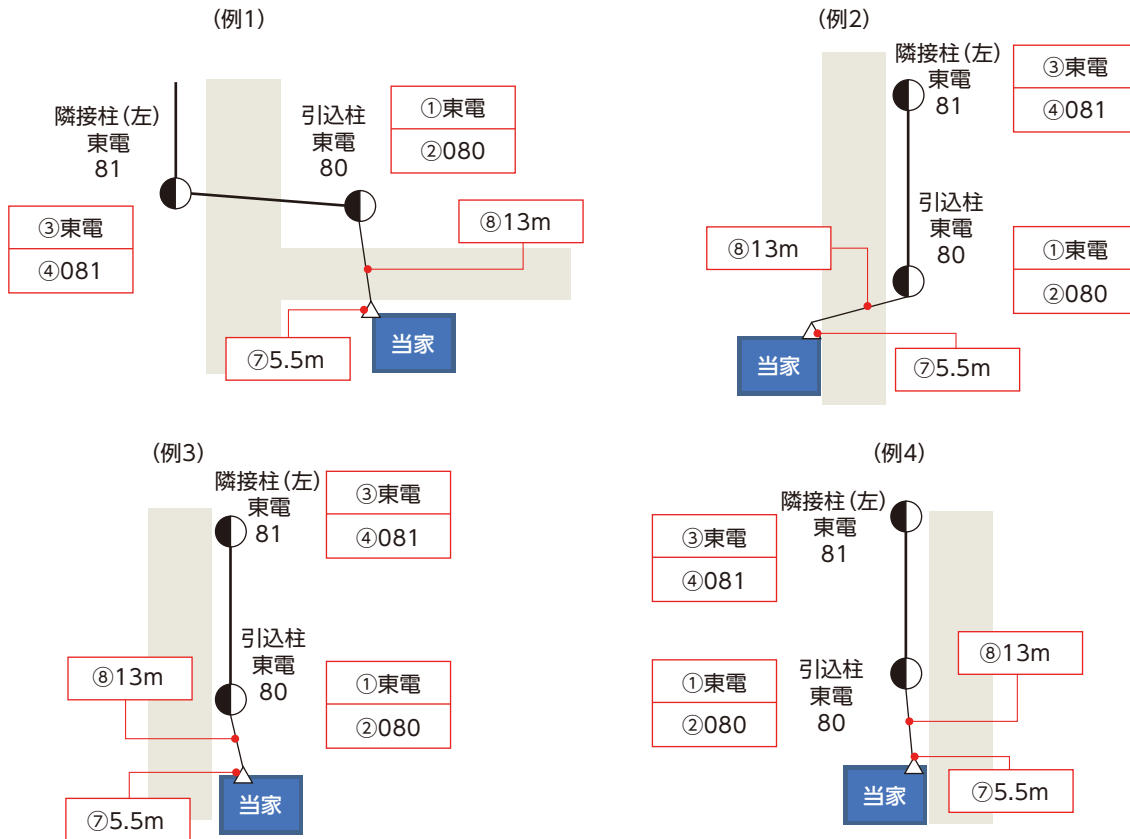 (例1)
隣接柱(左)
東電
81
引込柱
東電
80
①東電
②080
③東電
④081
⑧13m
⑦5.5m
当家
(例2)
隣接柱(左)
東電
81
③東電
④081
引込柱
東電
80
①東電
②080
⑧13m
⑦5.5m
当家
(例3)
隣接柱(左)
東電
81
③東電
④081
引込柱
東電
80
①東電
②080
⑧13m
⑦5.5m
当家
(例4)
隣接柱(左)
東電
81
③東電
④081
引込柱
東電
80
①東電
②080
⑧13m
⑦5.5m
当家